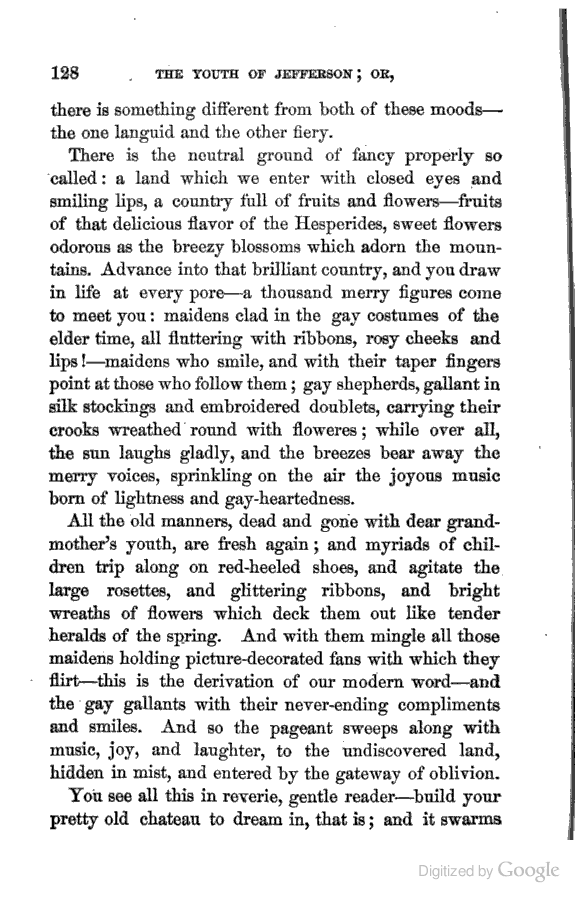 128 THE YOUTH OF JEFFERSON; OR,
there is something different from both of these moods—
the one languid and the other fiery.
There is the neutral ground of fancy properly so
called: a land which we enter with closed eyes and
smiling lips, a country full of fruits and flowers—fruits
of that delicious flavor of the Hesperides, sweet flowers
odorous as the breezy blossoms which adorn the moun-
tains. Advance into that brilliant country, and you draw
in life at every pore—a thousand merry figures come
to meet you: maidens clad in the gay costumes of the
elder time, all fluttering with ribbons, rosy cheeks and
lips!—maidens who smile, and with their taper fingers
point at those who follow them; gay shepherds, gallant in
silk stockings and embroidered doublets, carrying their
crooks wreathed round with floweres; while over all,
the sun laughs gladly, and the breezes bear away the
merry voices, sprinkling on the air the joyous music
born of lightness and gay-heartedness.
All the old manners, dead and gone with dear grand-
mother's youth, are fresh again; and myriads of chil-
dren trip along on red-heeled shoes, and agitate the
large rosettes, and glittering ribbons, and bright
wreaths of flowers which deck them out like tender
heralds of the spring. And with them mingle all those
maidens holding picture-decorated fans with which they
flirt—this is the derivation of our modern word—and
the gay gallants with their never-ending compliments
and smiles. And so the pageant sweeps along with
music, joy, and laughter, to the undiscovered land,
hidden in mist, and entered by the gateway of oblivion.
You see all this in reverie, gentle reader—build your
pretty old chateau to dream in, that is; and it swarms
Digitized by Google